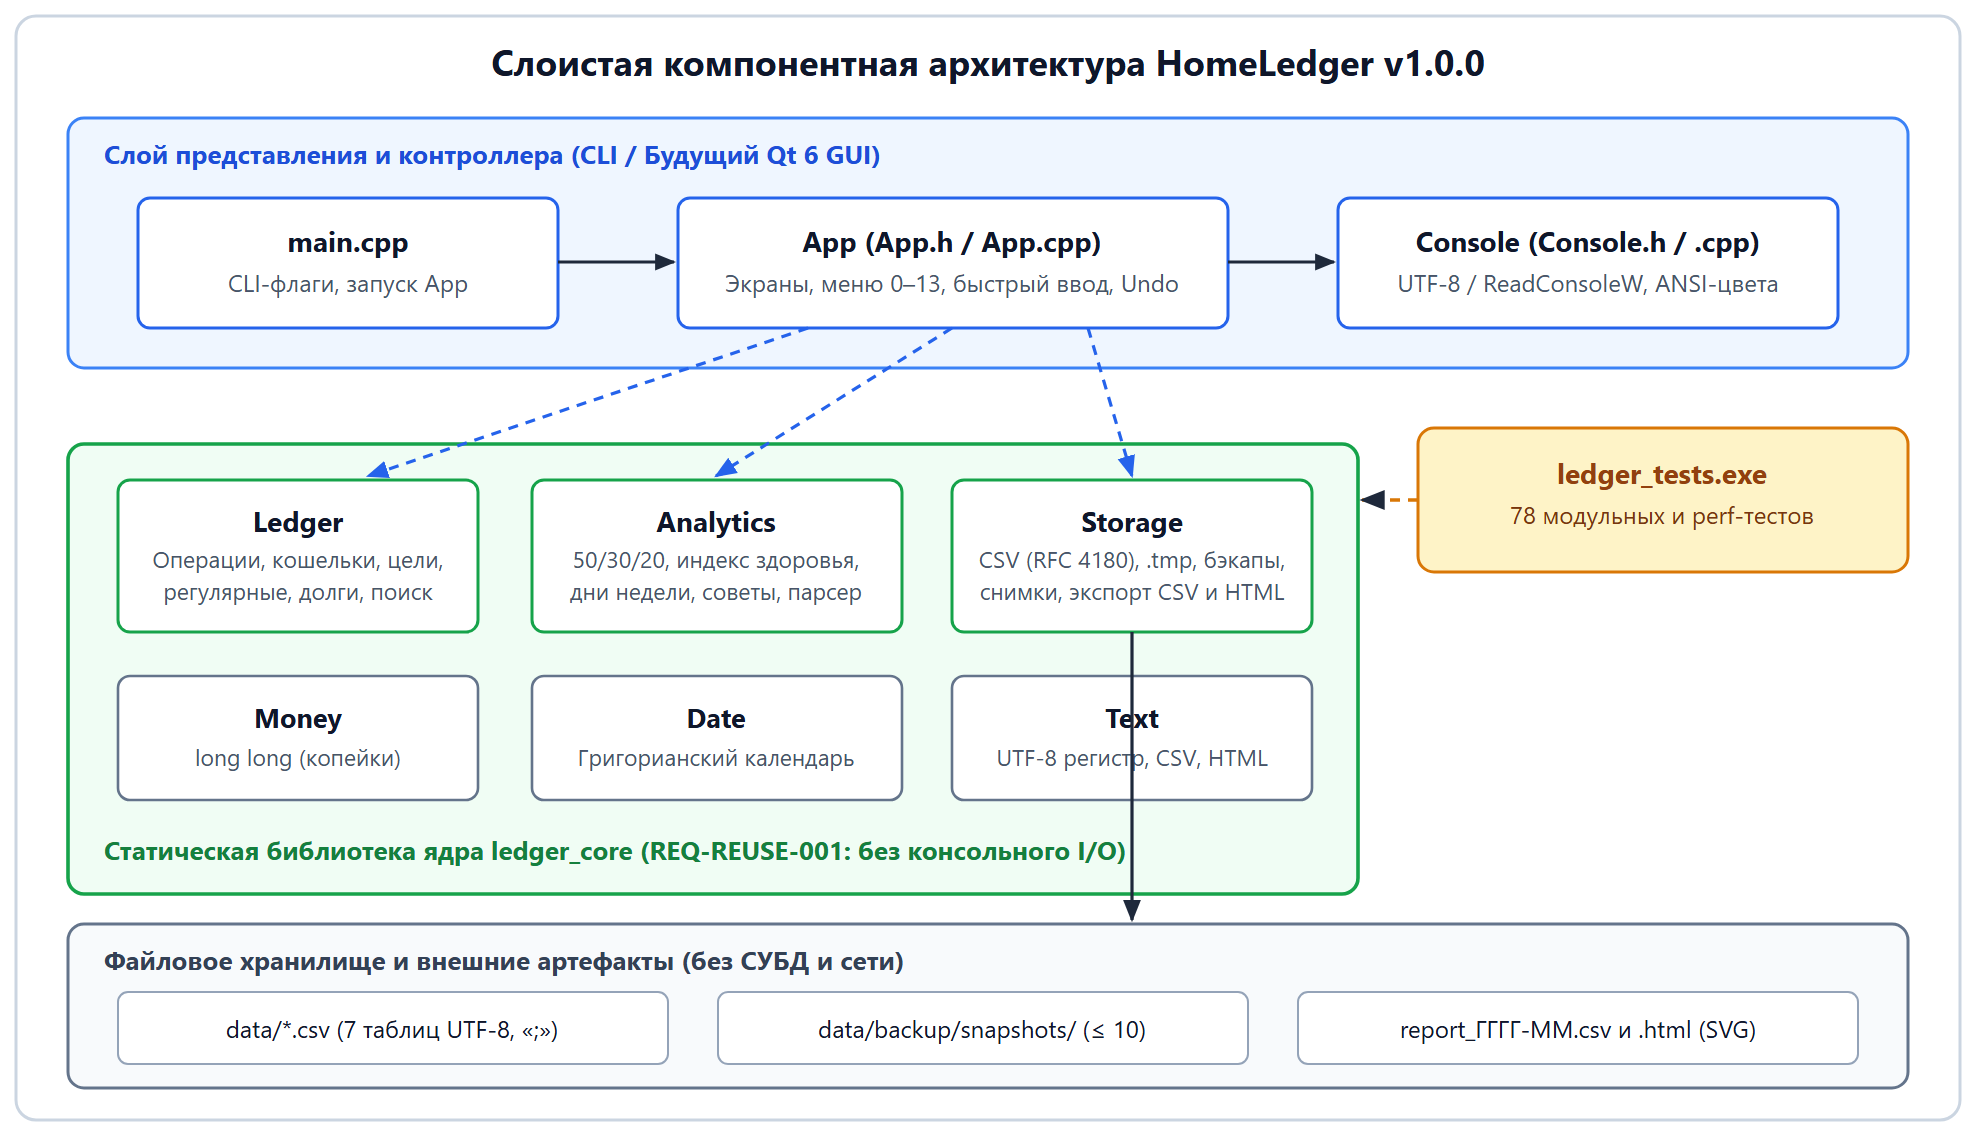 Слоистая компонентная архитектура HomeLedger v1.0.0
Слой представления и контроллера (CLI / Будущий Qt 6 GUI)
main.cpp
CLI-флаги, запуск App
App (App.h / App.cpp)
Экраны, меню 0–13, быстрый ввод, Undo
Console (Console.h / .cpp)
UTF-8 / ReadConsoleW, ANSI-цвета
Ledger
Операции, кошельки, цели,
регулярные, долги, поиск
Analytics
50/30/20, индекс здоровья,
дни недели, советы, парсер
Storage
CSV (RFC 4180), .tmp, бэкапы,
снимки, экспорт CSV и HTML
ledger_tests.exe
78 модульных и perf-тестов
Money
long long (копейки)
Date
Григорианский календарь
Text
UTF-8 регистр, CSV, HTML
Статическая библиотека ядра ledger_core (REQ-REUSE-001: без консольного I/O)
Файловое хранилище и внешние артефакты (без СУБД и сети)
data/*.csv (7 таблиц UTF-8, «;»)
data/backup/snapshots/ (≤ 10)
report_ГГГГ-ММ.csv и .html (SVG)